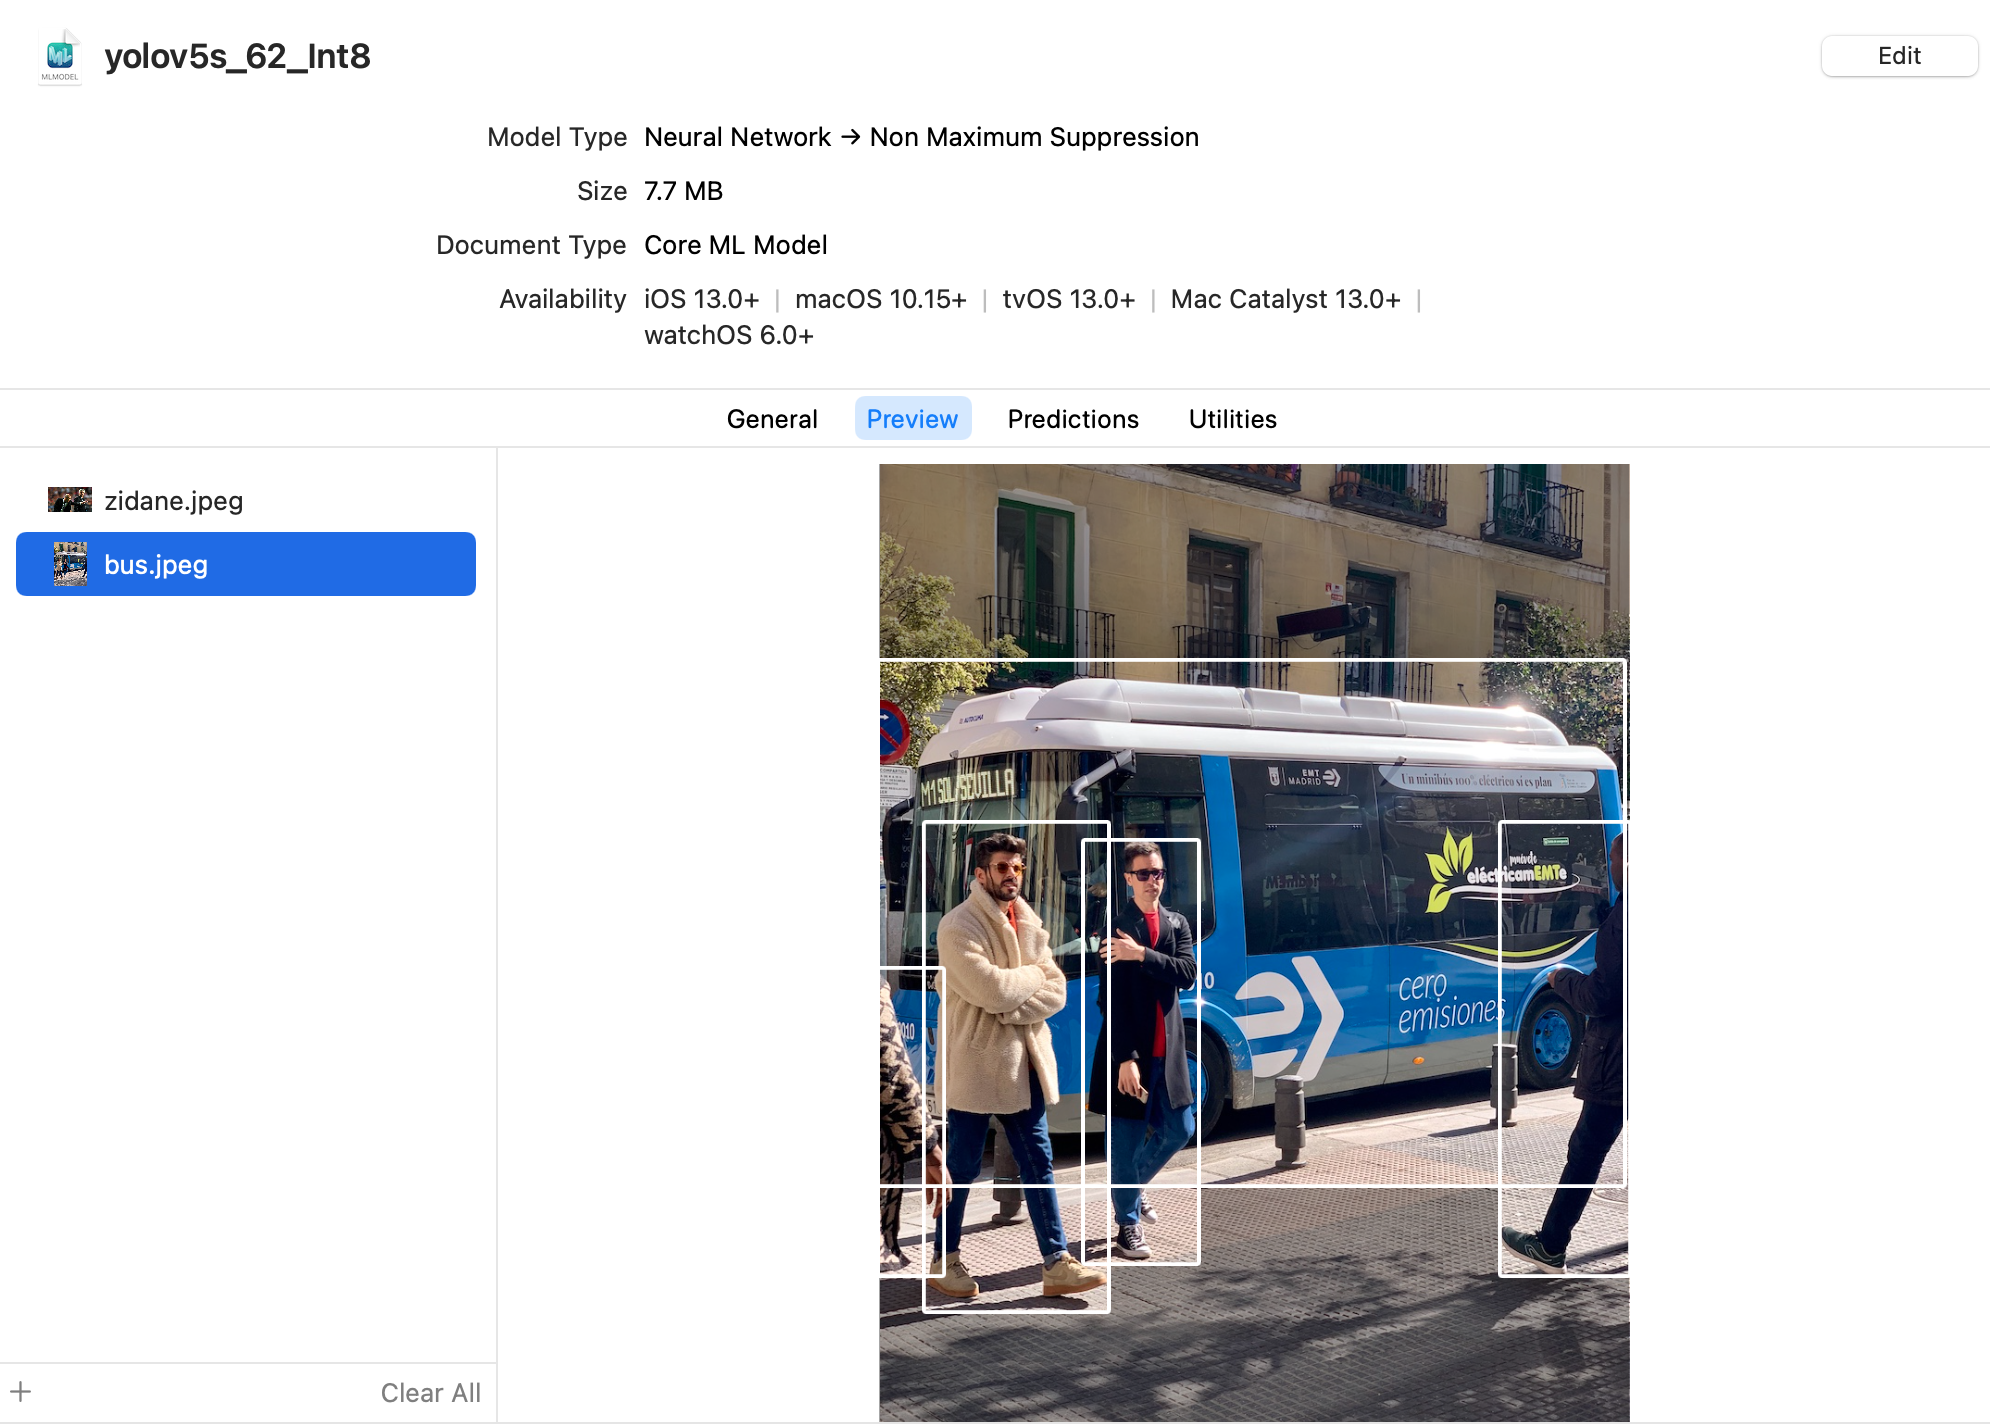 MLMODEL
yolov5s_62_Int8
Edit
Model Type Neural Network → Non Maximum Suppression
Size 7.7 MB
Document Type Core ML Model
Availability iOS 13.0+ | macOS 10.15+ | tvOS 13.0+ | Mac Catalyst 13.0+ |
watchOS 6.0+
General Preview Predictions Utilities
zidane.jpeg
bus.jpeg
M1 SOL/SEVILLA
EMT
MADRID
Un minibús 100% eléctrico si es plan
muévete
eléctricamEMTe
cero
emisiones
+ Clear All